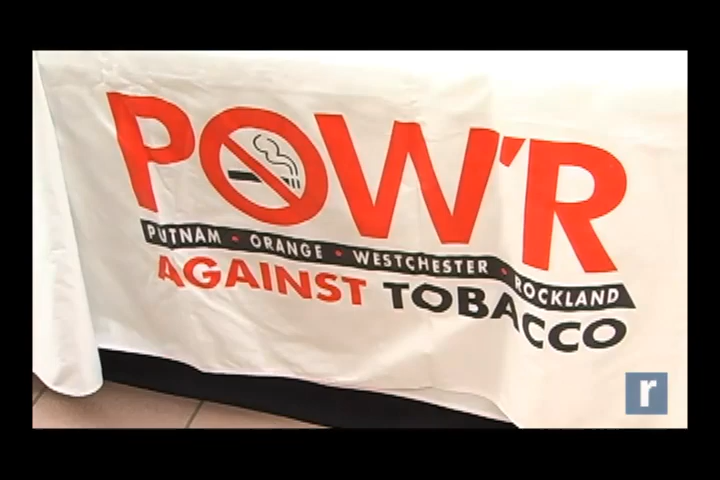 POW'R
PUTNAM • ORANGE • WESTCHESTER • ROCKLAND
AGAINST TOBACCO
r